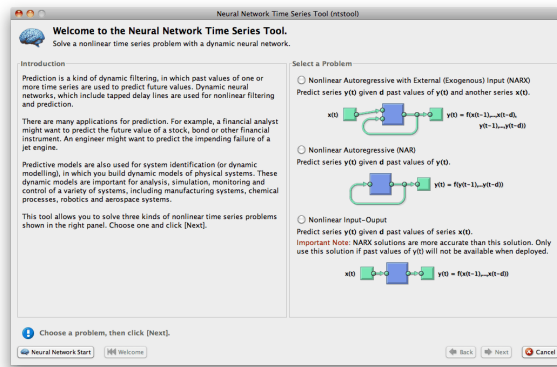 Neural Network Time Series Tool (ntstool)
Welcome to the Neural Network Time Series Tool.
Solve a nonlinear time series problem with a dynamic neural network.
Introduction
Prediction is a kind of dynamic filtering, in which past values of one or
more time series are used to predict future values. Dynamic neural
networks, which include tapped delay lines are used for nonlinear filtering
and prediction.
There are many applications for prediction. For example, a financial analyst
might want to predict the future value of a stock, bond or other financial
instrument. An engineer might want to predict the impending failure of a
jet engine.
Predictive models are also used for system identification (or dynamic
modelling), in which you build dynamic models of physical systems. These
dynamic models are important for analysis, simulation, monitoring and
control of a variety of systems, including manufacturing systems, chemical
processes, robotics and aerospace systems.
This tool allows you to solve three kinds of nonlinear time series problems
shown in the right panel. Choose one and click [Next].
Select a Problem
Nonlinear Autoregressive with External (Exogenous) Input (NARX)
Predict series y(t) given d past values of y(t) and another series x(t).
x(t)
y(t) = f(x(t-1),...,x(t-d),
y(t-1),...,y(t-d))
Nonlinear Autoregressive (NAR)
Predict series y(t) given d past values of y(t).
y(t) = f(y(t-1),...,y(t-d))
Nonlinear Input-Ouput
Predict series y(t) given d past values of series x(t).
Important Note: NARX solutions are more accurate than this solution. Only
use this solution if past values of y(t) will not be available when deployed.
x(t)
y(t) = f(x(t-1),...,x(t-d))
Choose a problem, then click [Next].
Neural Network Start
Welcome
Back
Next
Cancel